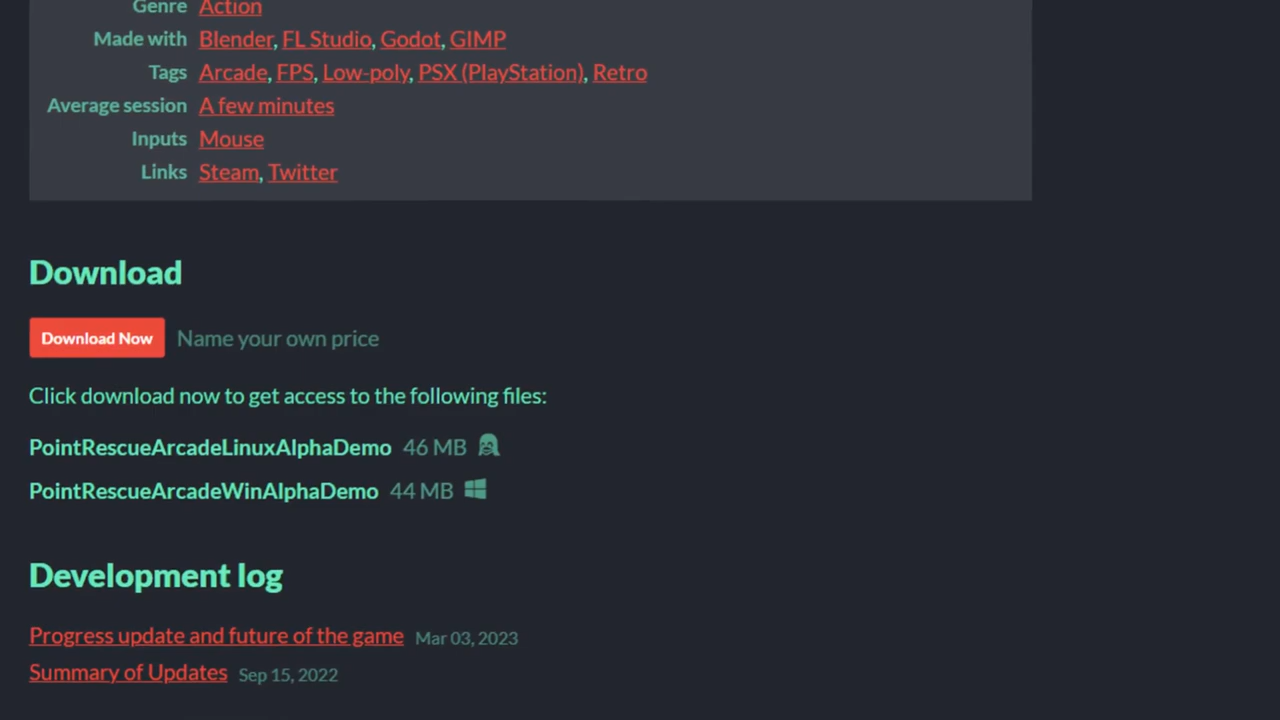 Genre Action
Made with Blender, FL Studio, Godot, GIMP
Tags Arcade, FPS, Low-poly, PSX (PlayStation), Retro
Average session A few minutes
Inputs Mouse
Links Steam, Twitter
Download
Download Now Name your own price
Click download now to get access to the following files:
PointRescueArcadeLinuxAlphaDemo 46 MB
PointRescueArcadeWinAlphaDemo 44 MB
Development log
Progress update and future of the game Mar 03, 2023
Summary of Updates Sep 15, 2022